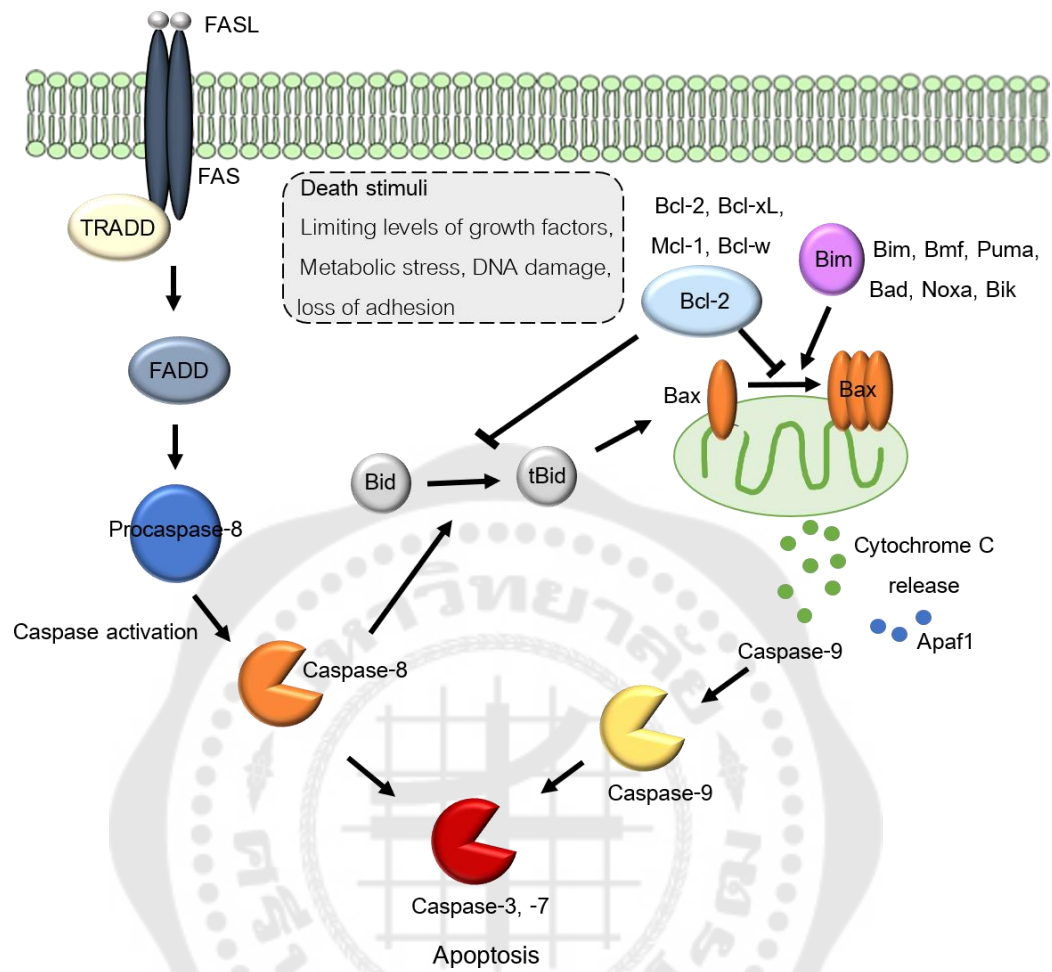 FASL
FAS
TRADD
Death stimuli
Limiting levels of growth factors,
Metabolic stress, DNA damage,
loss of adhesion
Bcl-2, Bcl-xL,
Mcl-1, Bcl-w
Bcl-2
Bim
Bim, Bmf, Puma,
Bad, Noxa, Bik
FADD
Bax
Bax
Bid
tBid
Procaspase-8
Cytochrome C
release
Apaf1
Caspase activation
Caspase-8
Caspase-9
Caspase-9
Caspase-3, -7
Apoptosis